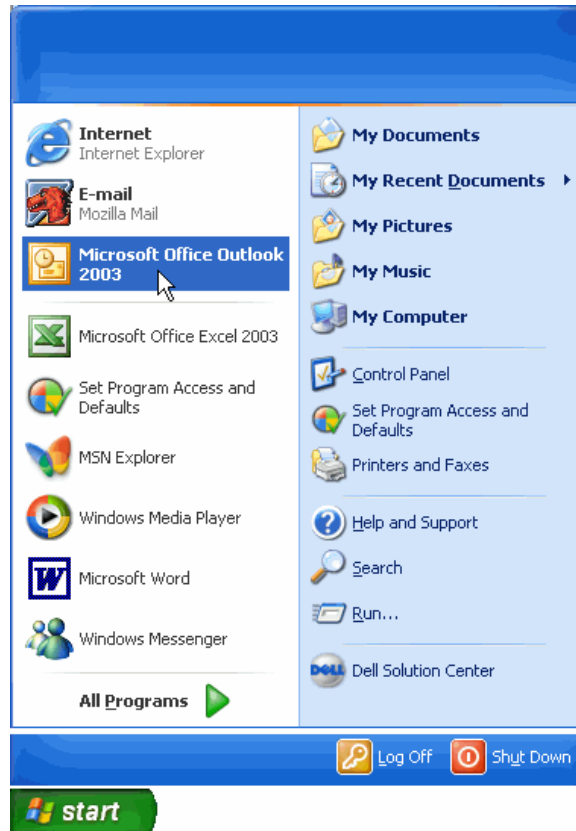 Internet
Internet Explorer
E-mail
Mozilla Mail
Microsoft Office Outlook
2003
Microsoft Office Excel 2003
Set Program Access and
Defaults
MSN Explorer
Windows Media Player
Microsoft Word
Windows Messenger
All Programs
My Documents
My Recent Documents
My Pictures
My Music
My Computer
Control Panel
Set Program Access and
Defaults
Printers and Faxes
Help and Support
Search
Run...
DELL Dell Solution Center
Log Off
Shut Down
start